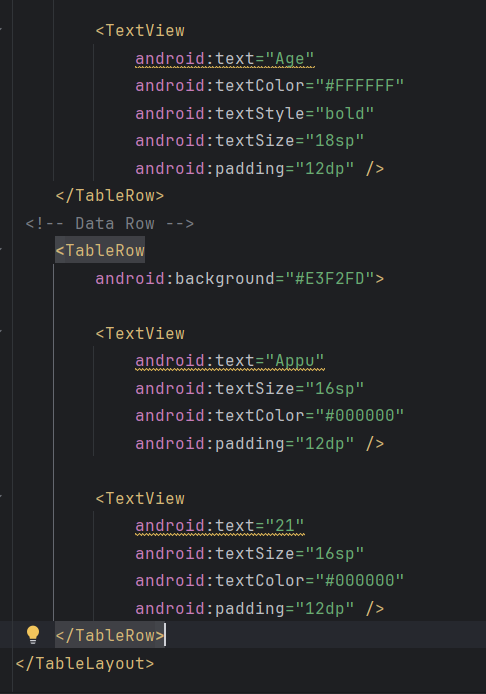 <TextView
android:text="Age"
android:textColor="#FFFFFF"
android:textStyle="bold"
android:textSize="18sp"
android:padding="12dp" />
</TableRow>
<!-- Data Row -->
<TableRow
android:background="#E3F2FD">
<TextView
android:text="Appu"
android:textSize="16sp"
android:textColor="#000000"
android:padding="12dp" />
<TextView
android:text="21"
android:textSize="16sp"
android:textColor="#000000"
android:padding="12dp" />
</TableRow>
</TableLayout>